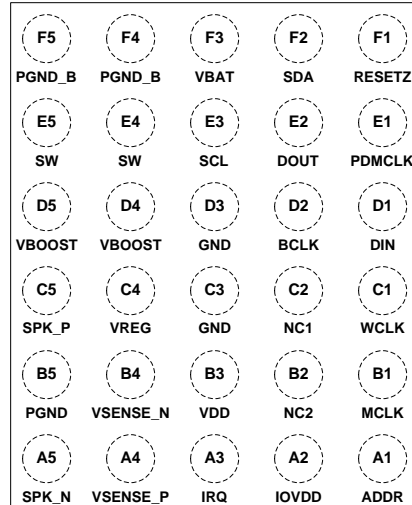 F5 F4 F3 F2 F1
PGND_B PGND_B VBAT SDA RESETZ
E5 E4 E3 E2 E1
SW SW SCL DOUT PDMCLK
D5 D4 D3 D2 D1
VBOOST VBOOST GND BCLK DIN
C5 C4 C3 C2 C1
SPK_P VREG GND NC1 WCLK
B5 B4 B3 B2 B1
PGND VSENSE_N VDD NC2 MCLK
A5 A4 A3 A2 A1
SPK_N VSENSE_P IRQ IOVDD ADDR